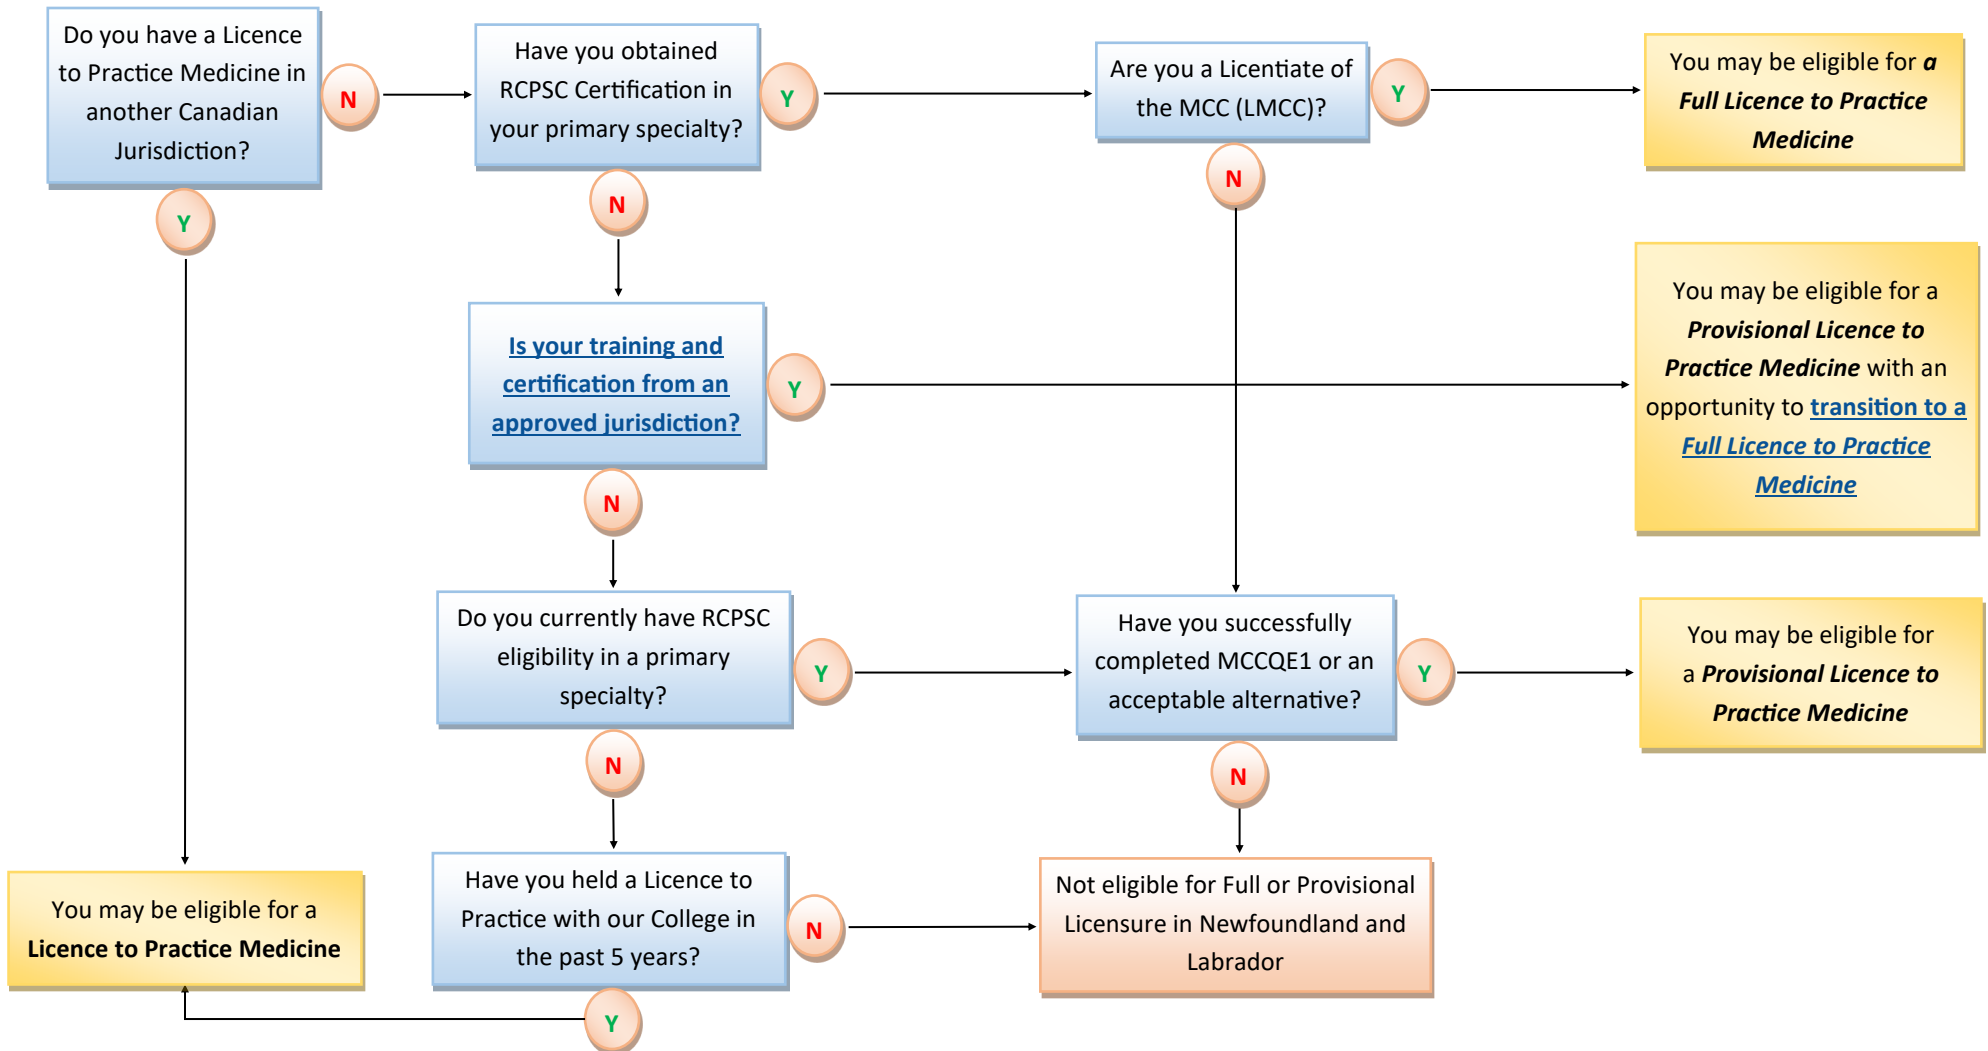 Do you have a Licence
to Practice Medicine in
another Canadian
Jurisdiction?
N
Have you obtained
RCPSC Certification in
your primary specialty?
Y
Are you a Licentiate of
the MCC (LMCC)?
Y
You may be eligible for a
Full Licence to Practice
Medicine
Y
N
N
Is your training and
certification from an
approved jurisdiction?
Y
You may be eligible for a
Provisional Licence to
Practice Medicine with an
opportunity to transition to a
Full Licence to Practice
Medicine
N
Do you currently have RCPSC
eligibility in a primary
specialty?
Y
Have you successfully
completed MCCQE1 or an
acceptable alternative?
Y
You may be eligible for
a Provisional Licence to
Practice Medicine
N
N
You may be eligible for a
Licence to Practice Medicine
Have you held a Licence to
Practice with our College in
the past 5 years?
N
Not eligible for Full or Provisional
Licensure in Newfoundland and
Labrador
Y